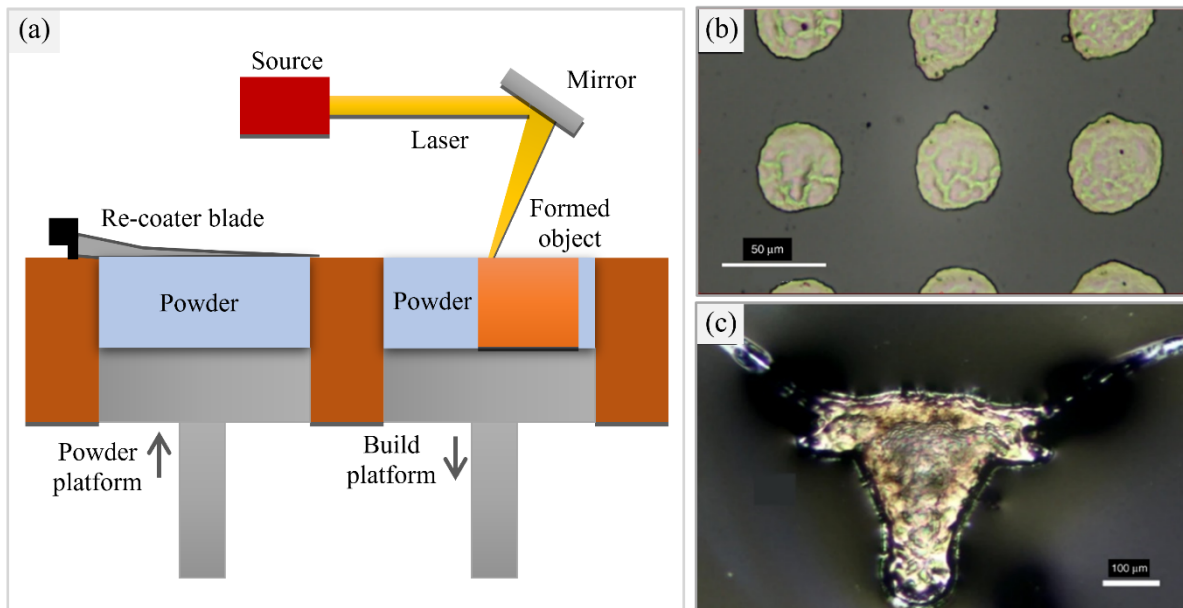 (a)
Source
Mirror
Laser
Re-coater blade
Formed
object
Powder
Powder
Powder
platform
Build
platform
(b)
50 μm
(c)
100 μm